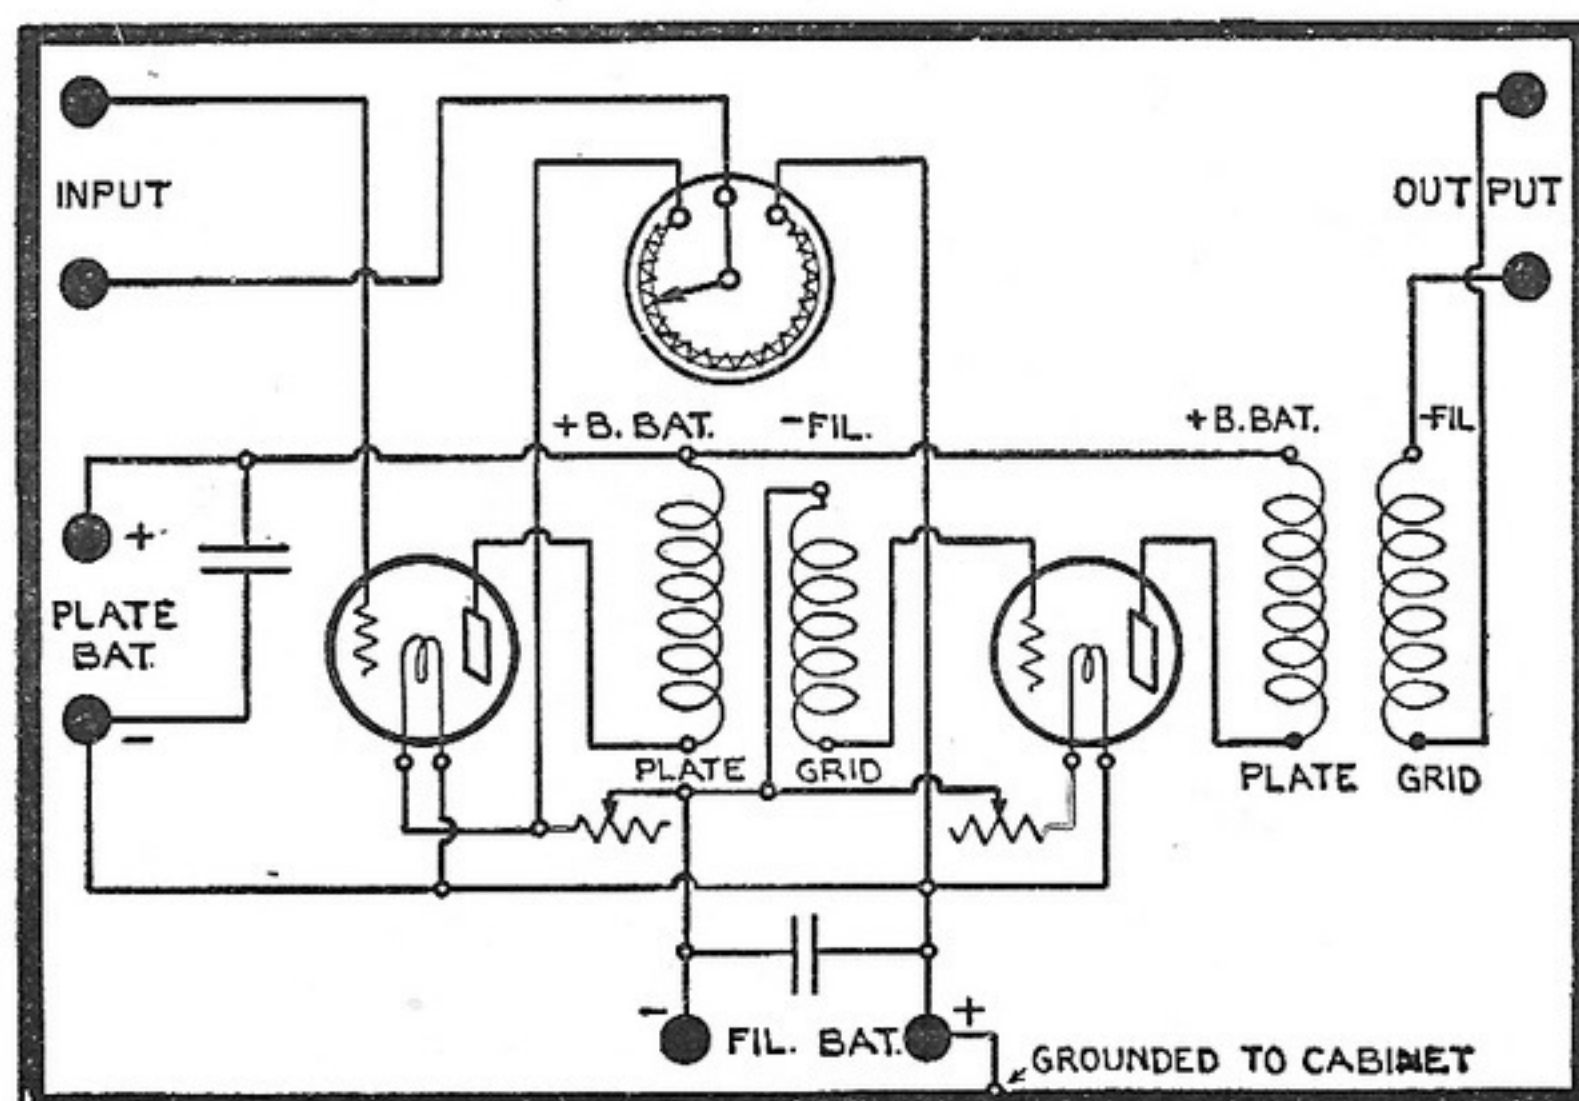 INPUT
OUT PUT
+ B. BAT.
- FIL.
+ B. BAT.
-FIL
+
PLATE
BAT.
-
PLATE
GRID
PLATE
GRID
-
FIL. BAT.
+
GROUNDED TO CABINET